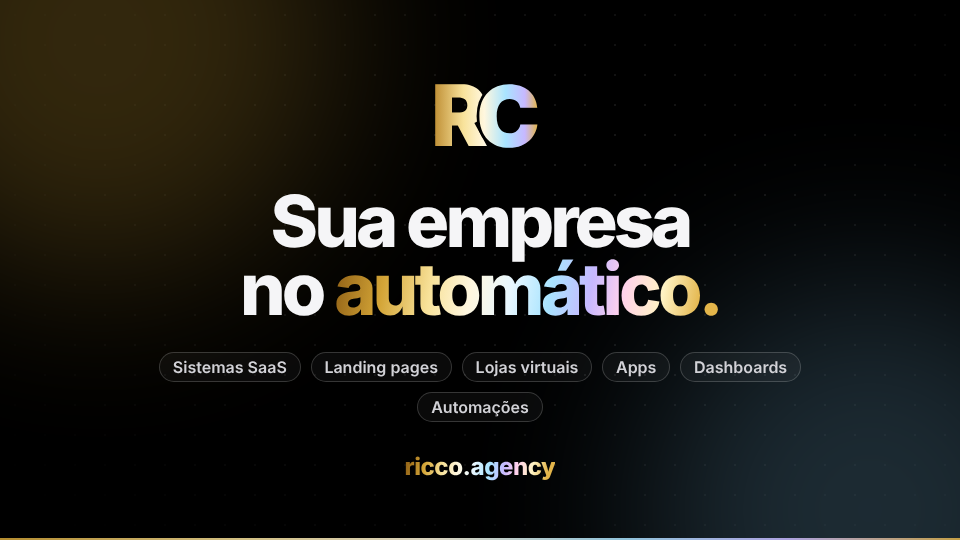 RC
Sua empresa
no automático.
Sistemas SaaS Landing pages Lojas virtuais Apps Dashboards
Automações
ricco.agency